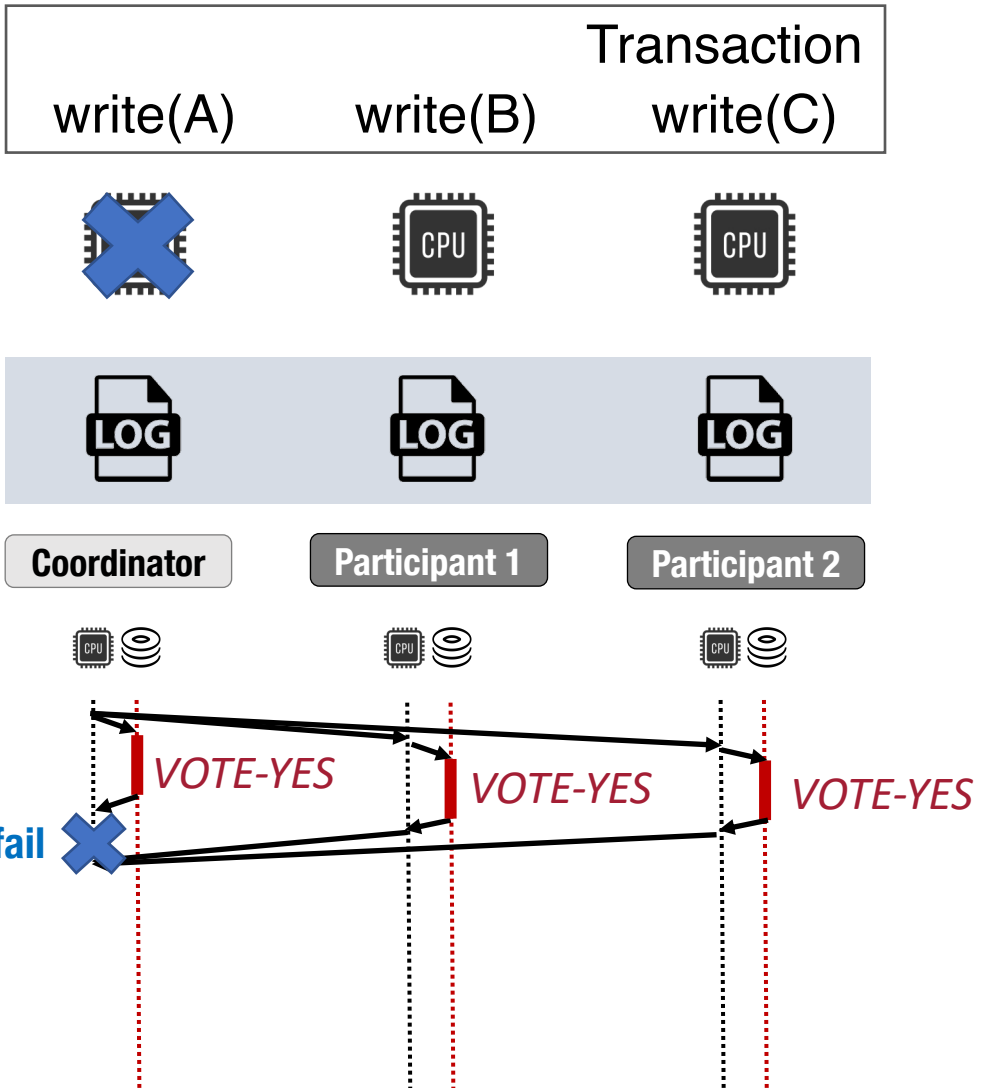 Transaction
write(A) write(B) write(C)
CPU CPU
LOG LOG LOG
Coordinator Participant 1 Participant 2
CPU CPU CPU
VOTE-YES VOTE-YES VOTE-YES
fail